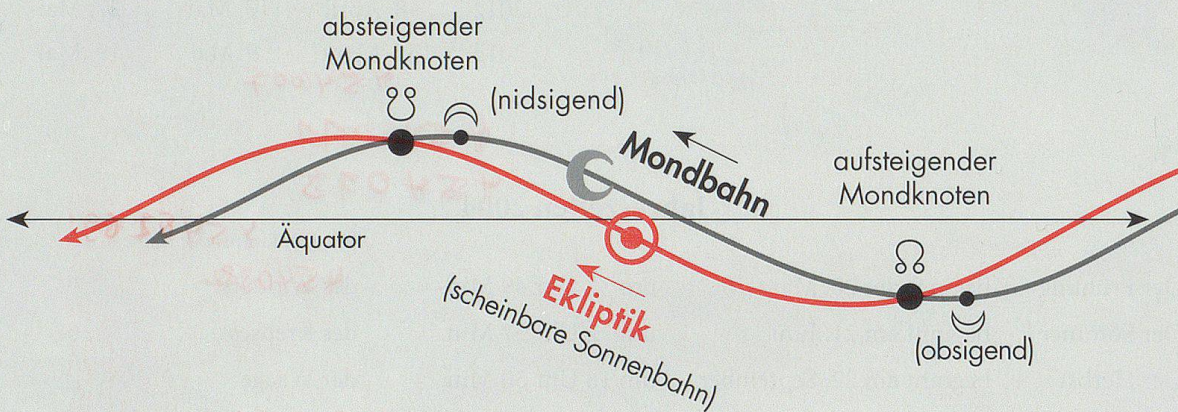 absteigender
Mondknoten
☋
(nidsigend)
Mondbahn
aufsteigender
Mondknoten
Äquator
☊
Ekliptik
(scheinbare Sonnenbahn)
(obsigend)